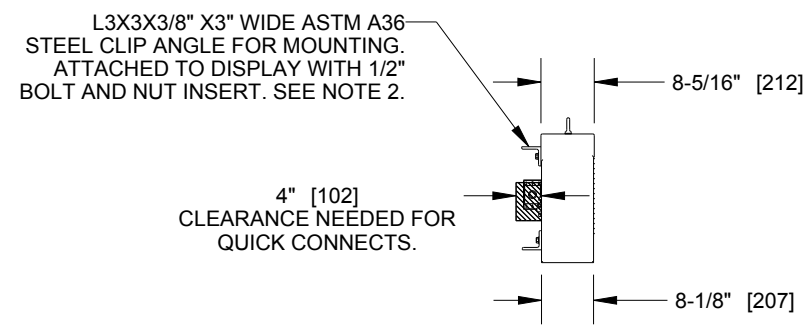 L3X3X3/8" X3" WIDE ASTM A36
STEEL CLIP ANGLE FOR MOUNTING.
ATTACHED TO DISPLAY WITH 1/2"
BOLT AND NUT INSERT. SEE NOTE 2.
8-5/16" [212]
4" [102]
CLEARANCE NEEDED FOR
QUICK CONNECTS.
8-1/8" [207]